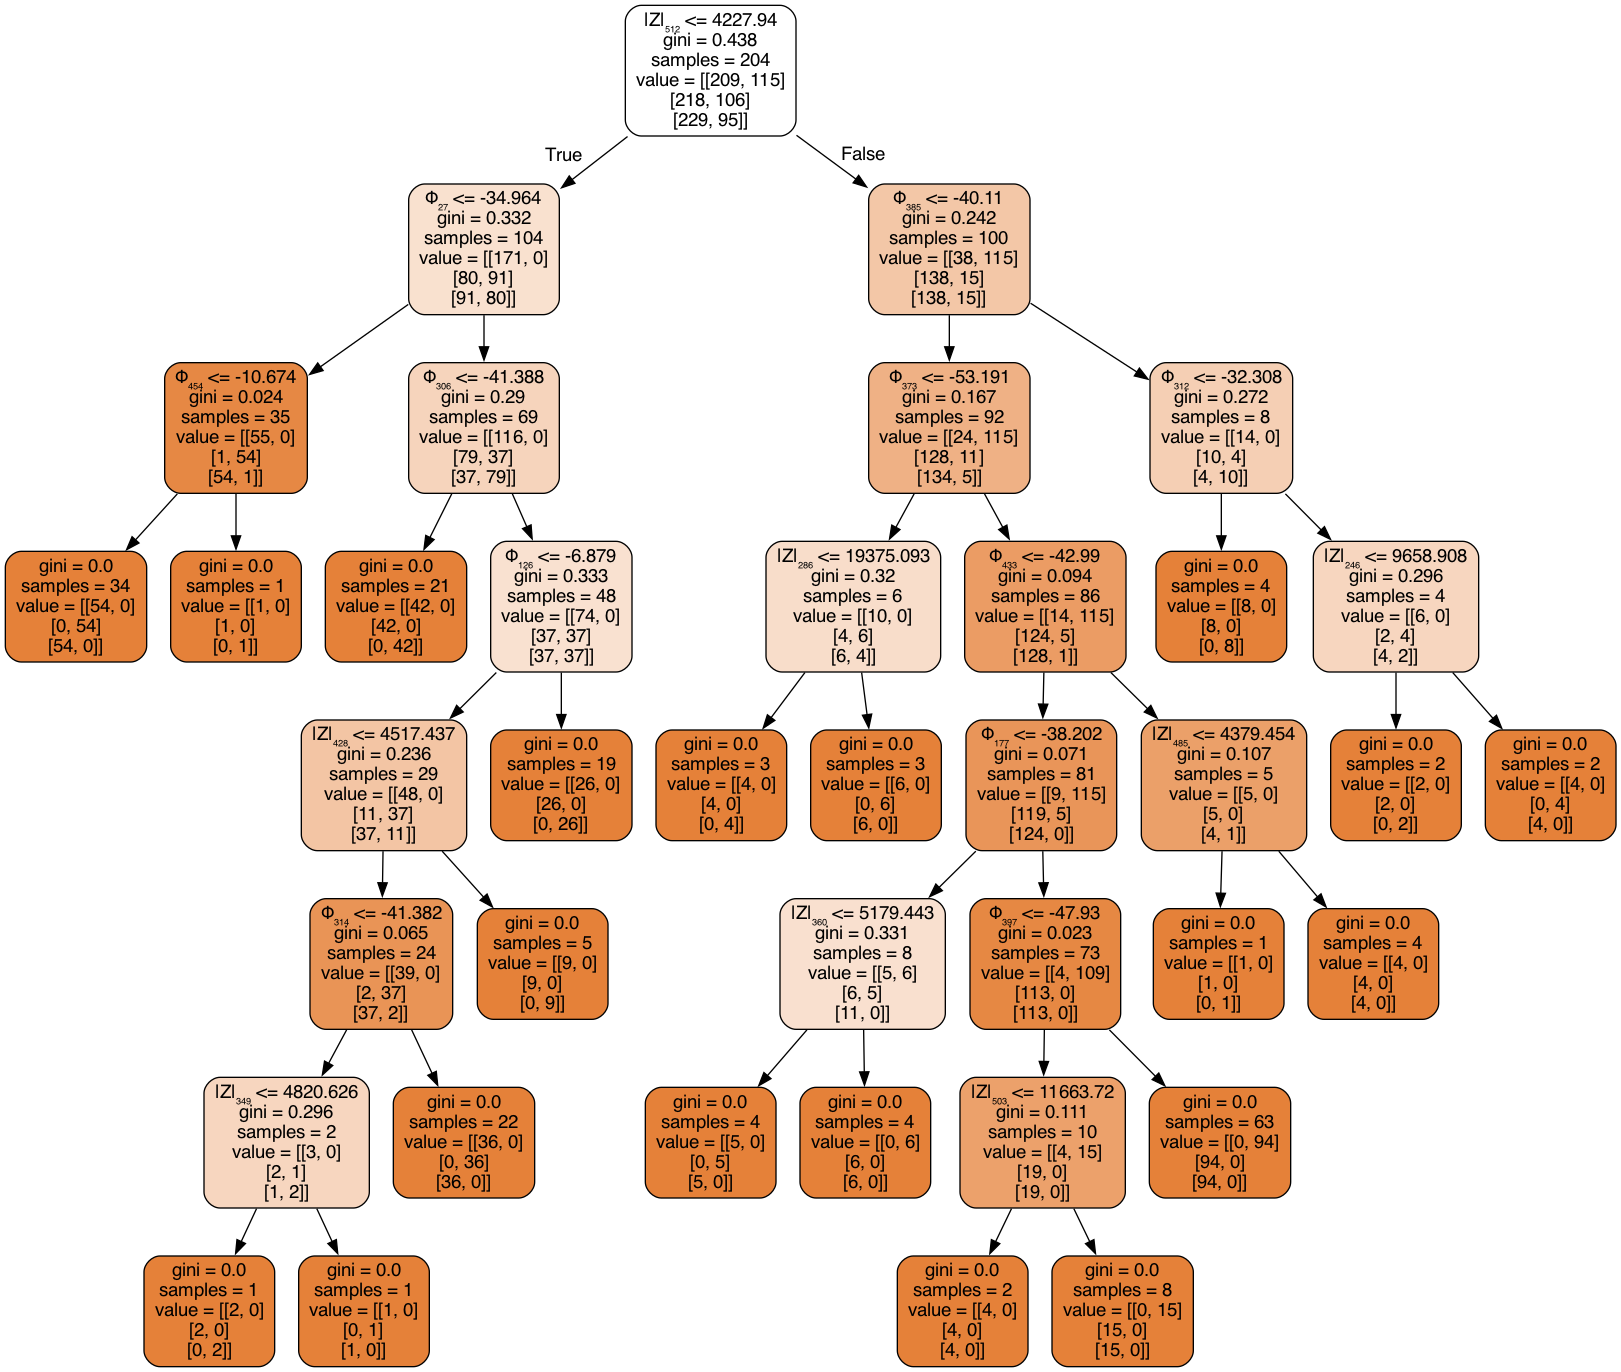 |Z|₅₁₂ <= 4227.94
gini = 0.438
samples = 204
value = [[209, 115]
[218, 106]
[229, 95]]
True
False
Φ₂₇ <= -34.964
gini = 0.332
samples = 104
value = [[171, 0]
[80, 91]
[91, 80]]
Φ₃₈₅ <= -40.11
gini = 0.242
samples = 100
value = [[38, 115]
[138, 15]
[138, 15]]
Φ₄₅₄ <= -10.674
gini = 0.024
samples = 35
value = [[55, 0]
[1, 54]
[54, 1]]
Φ₃₀₆ <= -41.388
gini = 0.29
samples = 69
value = [[116, 0]
[79, 37]
[37, 79]]
Φ₃₇₃ <= -53.191
gini = 0.167
samples = 92
value = [[24, 115]
[128, 11]
[134, 5]]
Φ₃₁₂ <= -32.308
gini = 0.272
samples = 8
value = [[14, 0]
[10, 4]
[4, 10]]
gini = 0.0
samples = 34
value = [[54, 0]
[0, 54]
[54, 0]]
gini = 0.0
samples = 1
value = [[1, 0]
[1, 0]
[0, 1]]
gini = 0.0
samples = 21
value = [[42, 0]
[42, 0]
[0, 42]]
Φ₁₂₆ <= -6.879
gini = 0.333
samples = 48
value = [[74, 0]
[37, 37]
[37, 37]]
|Z|₂₈₆ <= 19375.093
gini = 0.32
samples = 6
value = [[10, 0]
[4, 6]
[6, 4]]
Φ₄₃₃ <= -42.99
gini = 0.094
samples = 86
value = [[14, 115]
[124, 5]
[128, 1]]
gini = 0.0
samples = 4
value = [[8, 0]
[8, 0]
[0, 8]]
|Z|₂₄₆ <= 9658.908
gini = 0.296
samples = 4
value = [[6, 0]
[2, 4]
[4, 2]]
|Z|₄₂₈ <= 4517.437
gini = 0.236
samples = 29
value = [[48, 0]
[11, 37]
[37, 11]]
gini = 0.0
samples = 19
value = [[26, 0]
[26, 0]
[0, 26]]
gini = 0.0
samples = 3
value = [[4, 0]
[4, 0]
[0, 4]]
gini = 0.0
samples = 3
value = [[6, 0]
[0, 6]
[6, 0]]
Φ₁₇₇ <= -38.202
gini = 0.071
samples = 81
value = [[9, 115]
[119, 5]
[124, 0]]
|Z|₄₈₅ <= 4379.454
gini = 0.107
samples = 5
value = [[5, 0]
[5, 0]
[4, 1]]
gini = 0.0
samples = 2
value = [[2, 0]
[2, 0]
[0, 2]]
gini = 0.0
samples = 2
value = [[4, 0]
[0, 4]
[4, 0]]
Φ₃₁₄ <= -41.382
gini = 0.065
samples = 24
value = [[39, 0]
[2, 37]
[37, 2]]
gini = 0.0
samples = 5
value = [[9, 0]
[9, 0]
[0, 9]]
|Z|₃₆₀ <= 5179.443
gini = 0.331
samples = 8
value = [[5, 6]
[6, 5]
[11, 0]]
Φ₃₉₇ <= -47.93
gini = 0.023
samples = 73
value = [[4, 109]
[113, 0]
[113, 0]]
gini = 0.0
samples = 1
value = [[1, 0]
[1, 0]
[0, 1]]
gini = 0.0
samples = 4
value = [[4, 0]
[4, 0]
[4, 0]]
|Z|₃₄₉ <= 4820.626
gini = 0.296
samples = 2
value = [[3, 0]
[2, 1]
[1, 2]]
gini = 0.0
samples = 22
value = [[36, 0]
[0, 36]
[36, 0]]
gini = 0.0
samples = 4
value = [[5, 0]
[0, 5]
[5, 0]]
gini = 0.0
samples = 4
value = [[0, 6]
[6, 0]
[6, 0]]
|Z|₅₀₃ <= 11663.72
gini = 0.111
samples = 10
value = [[4, 15]
[19, 0]
[19, 0]]
gini = 0.0
samples = 63
value = [[0, 94]
[94, 0]
[94, 0]]
gini = 0.0
samples = 1
value = [[2, 0]
[2, 0]
[0, 2]]
gini = 0.0
samples = 1
value = [[1, 0]
[0, 1]
[1, 0]]
gini = 0.0
samples = 2
value = [[4, 0]
[4, 0]
[4, 0]]
gini = 0.0
samples = 8
value = [[0, 15]
[15, 0]
[15, 0]]